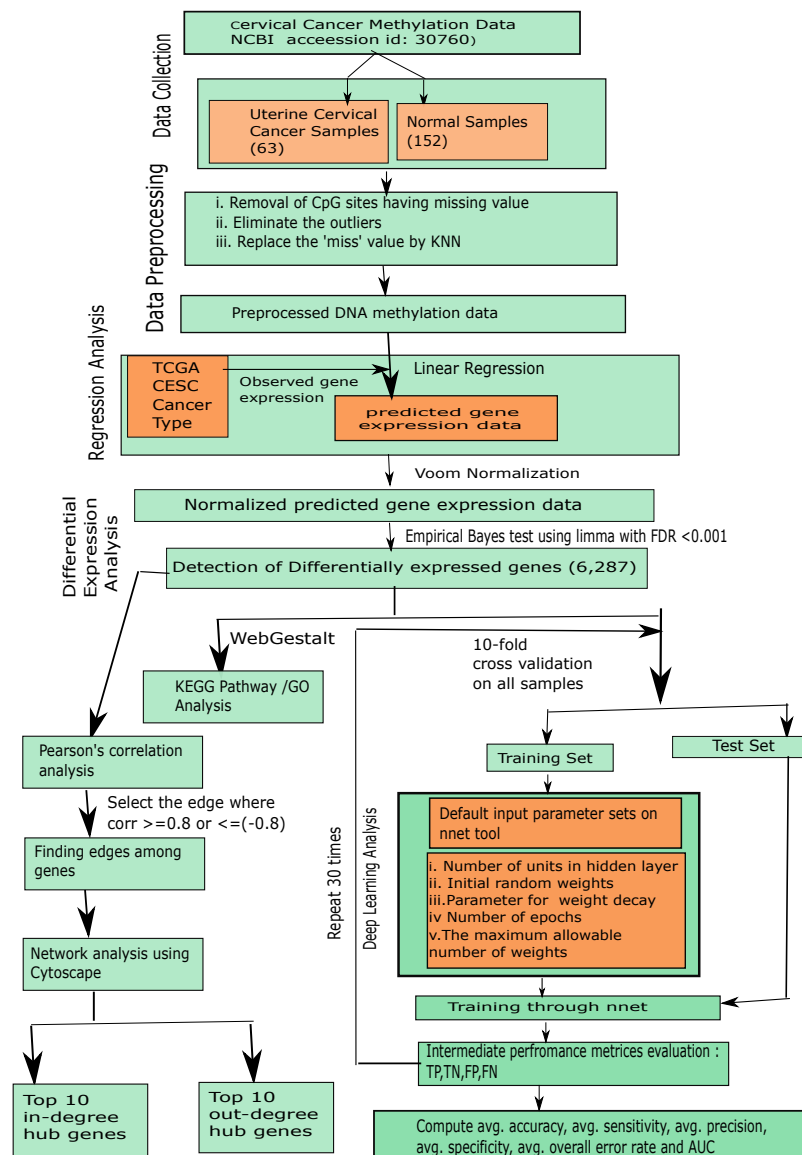 cervical Cancer Methylation Data
NCBI acceession id: 30760)
Data Collection
Uterine Cervical
Cancer Samples
(63)
Normal Samples
(152)
Data Preprocessing
i. Removal of CpG sites having missing value
ii. Eliminate the outliers
iii. Replace the 'miss' value by KNN
Preprocessed DNA methylation data
Regression Analysis
TCGA
CESC
Cancer
Type
Observed gene
expression
Linear Regression
predicted gene
expression data
Voom Normalization
Normalized predicted gene expression data
Differential
Expression
Analysis
Empirical Bayes test using limma with FDR <0.001
Detection of Differentially expressed genes (6,287)
WebGestalt
KEGG Pathway /GO
Analysis
10-fold
cross validation
on all samples
Pearson's correlation
analysis
Select the edge where
corr >=0.8 or <=(-0.8)
Finding edges among
genes
Network analysis using
Cytoscape
Top 10
in-degree
hub genes
Top 10
out-degree
hub genes
Training Set
Test Set
Repeat 30 times
Deep Learning Analysis
Default input parameter sets on
nnet tool
i. Number of units in hidden layer
ii. Initial random weights
iii.Parameter for weight decay
iv Number of epochs
v.The maximum allowable
number of weights
Training through nnet
Intermediate perfromance metrices evaluation :
TP,TN,FP,FN
Compute avg. accuracy, avg. sensitivity, avg. precision,
avg. specificity, avg. overall error rate and AUC